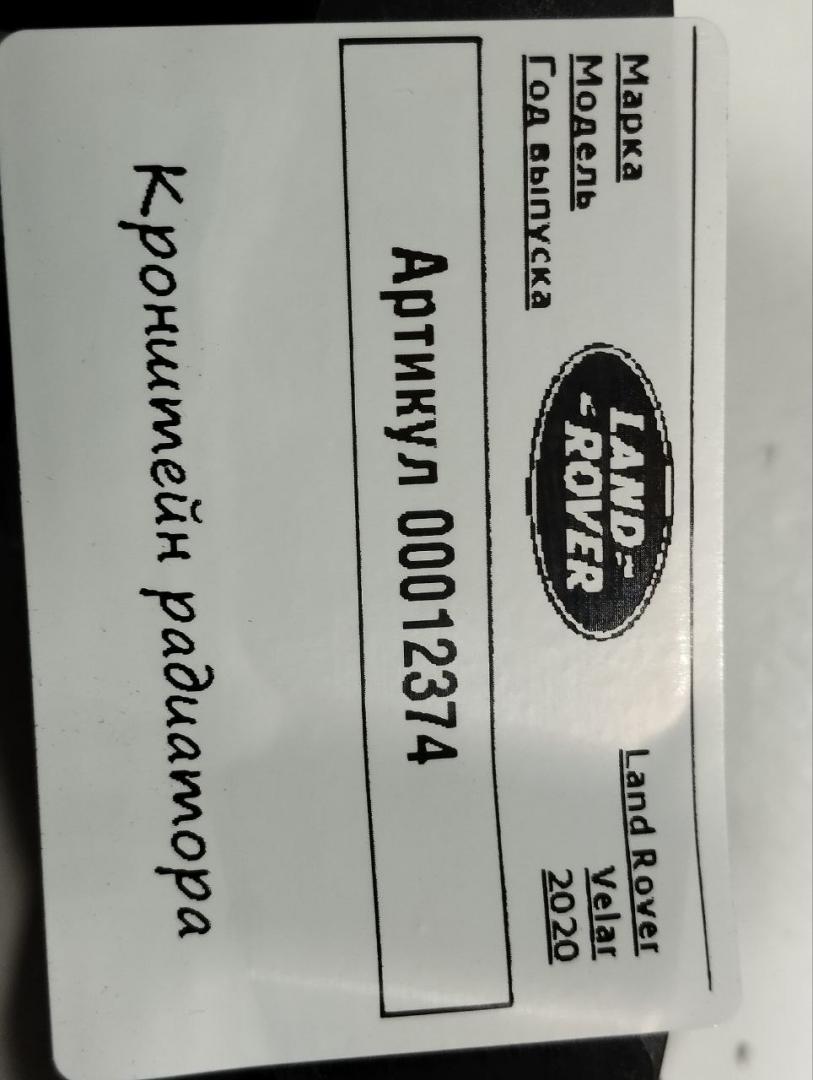 Марка Land Rover
Модель Velar
Год выпуска 2020
LAND-
-ROVER
Артикул 00012374
Кронштейн радиатора